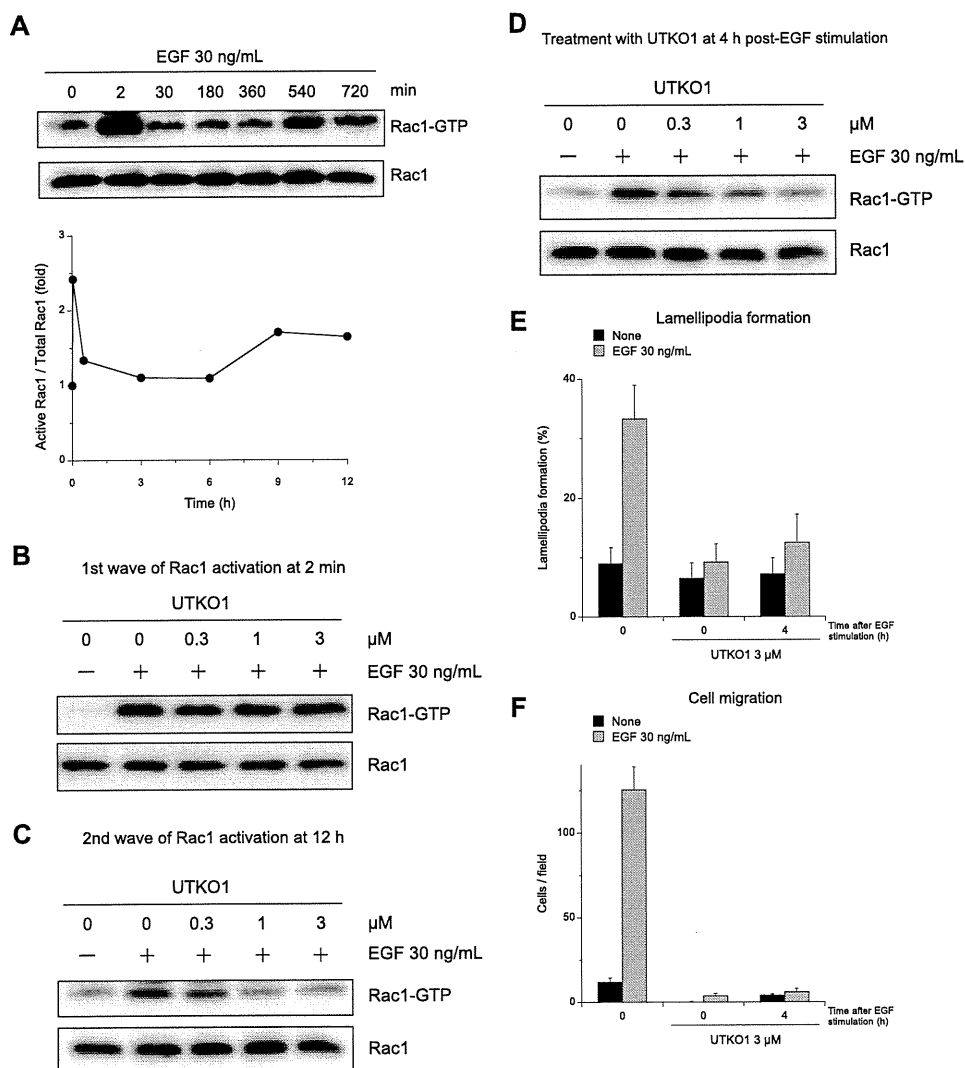 A
EGF 30 ng/mL
0 2 30 180 360 540 720 min
Rac1-GTP
Rac1
Active Rac1 / Total Rac1 (fold)
3
2
1
0
0 3 6 9 12
Time (h)
B
1st wave of Rac1 activation at 2 min
UTKO1
0 0 0.3 1 3 µM
— + + + + EGF 30 ng/mL
Rac1-GTP
Rac1
C
2nd wave of Rac1 activation at 12 h
UTKO1
0 0 0.3 1 3 µM
— + + + + EGF 30 ng/mL
Rac1-GTP
Rac1
D
Treatment with UTKO1 at 4 h post-EGF stimulation
UTKO1
0 0 0.3 1 3 µM
— + + + + EGF 30 ng/mL
Rac1-GTP
Rac1
E
Lamellipodia formation
None
EGF 30 ng/mL
Lamellipodia formation (%)
40
20
0
0 0 4 Time after EGF
stimulation (h)
UTKO1 3 µM
F
Cell migration
None
EGF 30 ng/mL
Cells / field
100
50
0
0 0 4 Time after EGF
stimulation (h)
UTKO1 3 µM